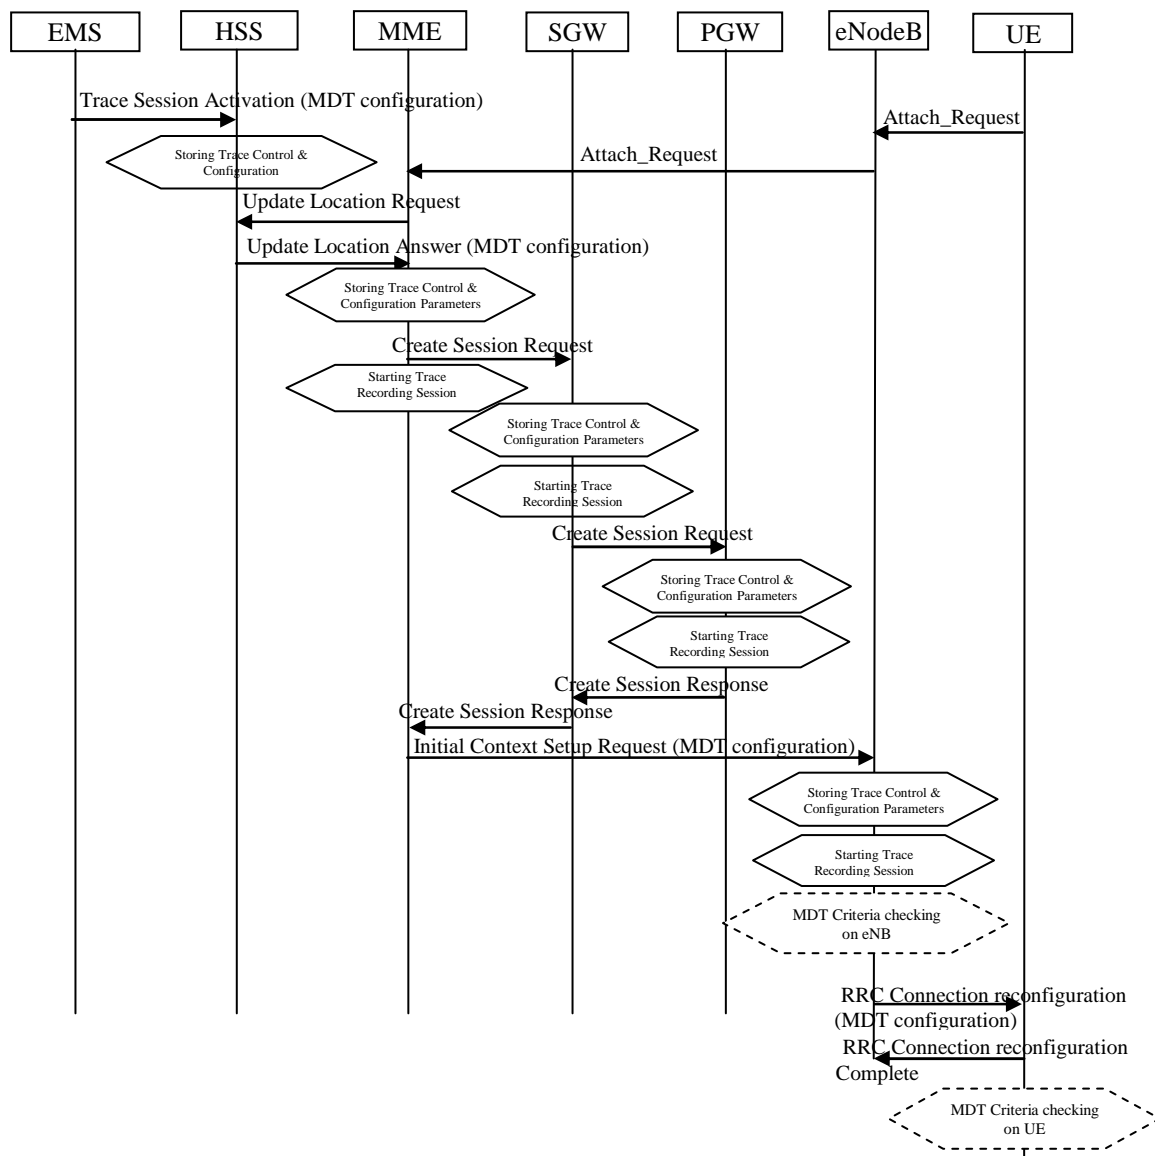 EMS
HSS
MME
SGW
PGW
eNodeB
UE
Trace Session Activation (MDT configuration)
Attach_Request
Storing Trace Control &
Configuration
Attach_Request
Update Location Request
Update Location Answer (MDT configuration)
Storing Trace Control &
Configuration Parameters
Create Session Request
Starting Trace
Recording Session
Storing Trace Control &
Configuration Parameters
Starting Trace
Recording Session
Create Session Request
Storing Trace Control &
Configuration Parameters
Starting Trace
Recording Session
Create Session Response
Create Session Response
Initial Context Setup Request (MDT configuration)
Storing Trace Control &
Configuration Parameters
Starting Trace
Recording Session
MDT Criteria checking
on eNB
RRC Connection reconfiguration
(MDT configuration)
RRC Connection reconfiguration
Complete
MDT Criteria checking
on UE